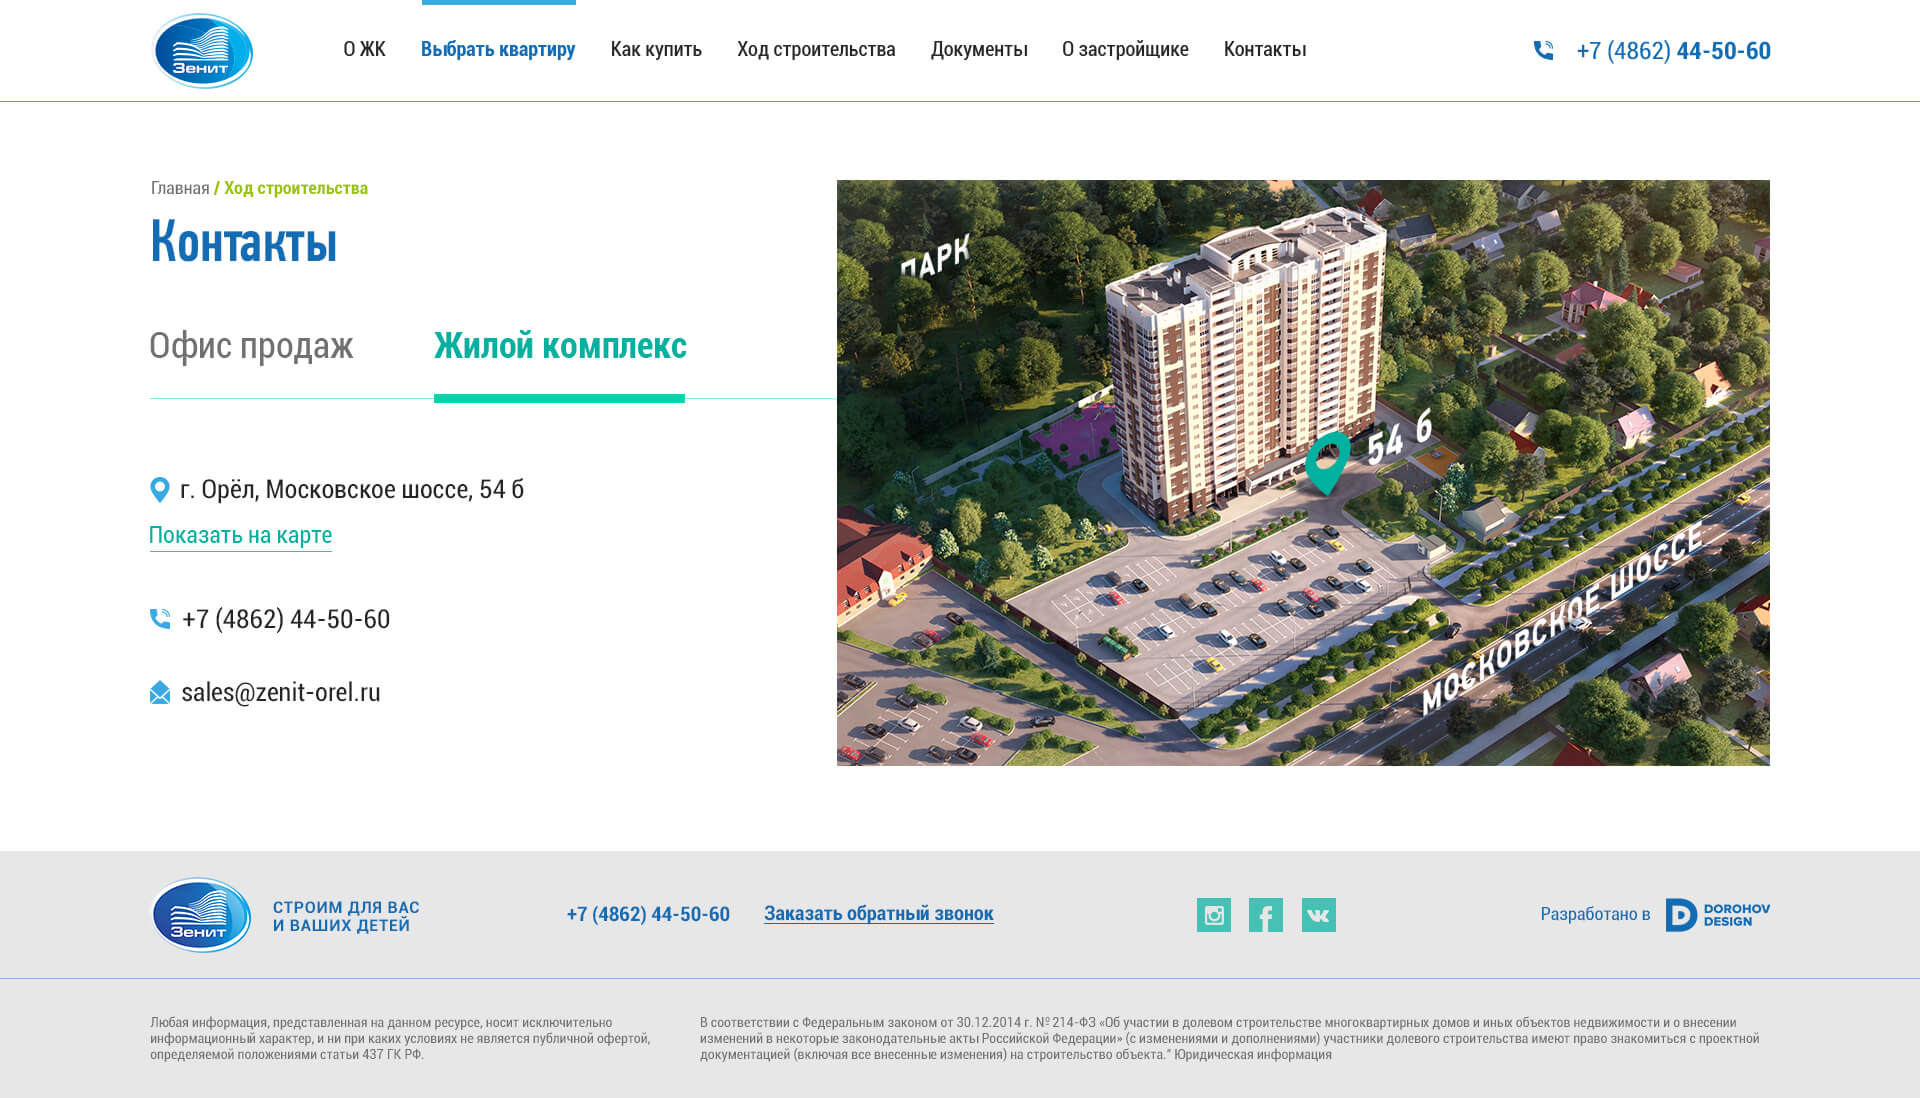 Зенит
О ЖК
Выбрать квартиру
Как купить
Ход строительства
Документы
О застройщике
Контакты
+7 (4862) 44-50-60
Главная / Ход строительства
Контакты
Офис продаж
Жилой комплекс
г. Орёл, Московское шоссе, 54 б
Показать на карте
+7 (4862) 44-50-60
sales@zenit-orel.ru
ПАРК
54 б
МОСКОВСКОЕ ШОССЕ
Зенит
СТРОИМ ДЛЯ ВАС
И ВАШИХ ДЕТЕЙ
+7 (4862) 44-50-60
Заказать обратный звонок
Разработано в
DOROHOV
DESIGN
Любая информация, представленная на данном ресурсе, носит исключительно
информационный характер, и ни при каких условиях не является публичной офертой,
определяемой положениями статьи 437 ГК РФ.
В соответствии с Федеральным законом от 30.12.2014 г. № 214-ФЗ «Об участии в долевом строительстве многоквартирных домов и иных объектов недвижимости и о внесении
изменений в некоторые законодательные акты Российской Федерации» (с изменениями и дополнениями) участники долевого строительства имеют право знакомиться с проектной
документацией (включая все внесенные изменения) на строительство объекта.” Юридическая информация